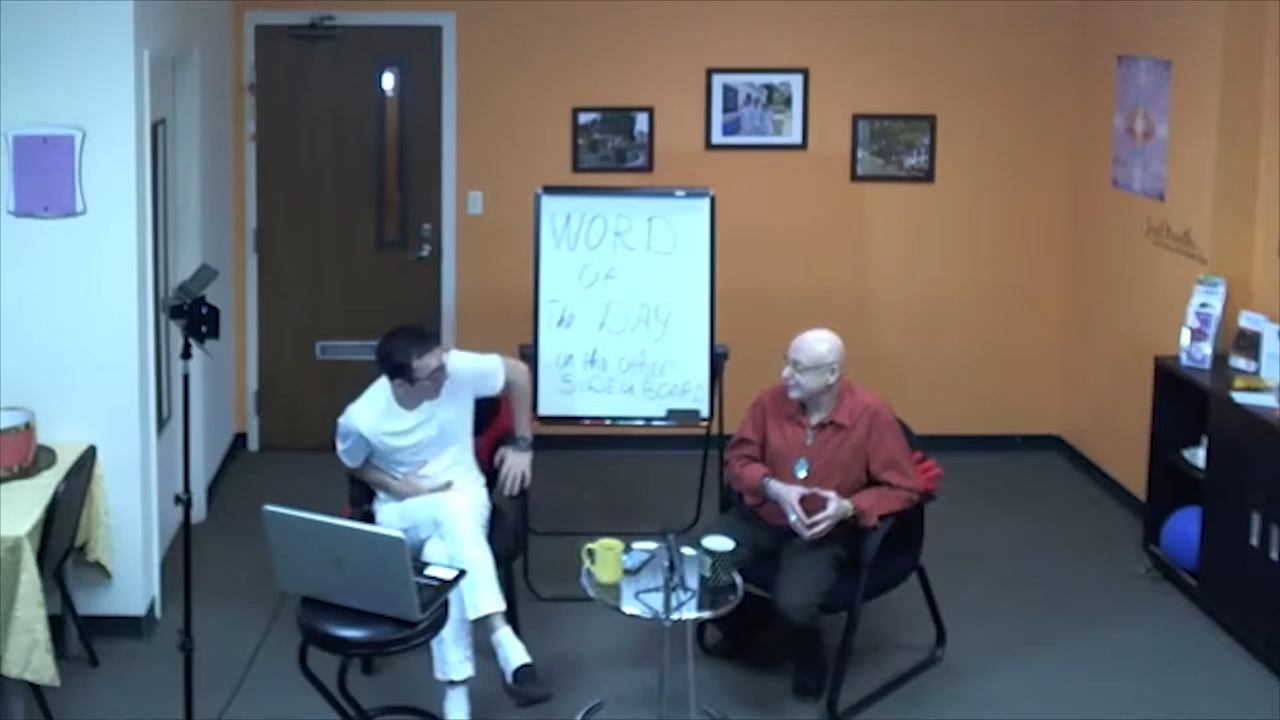 WORD
OF
The DAY
on the other
SIDE of BOARD